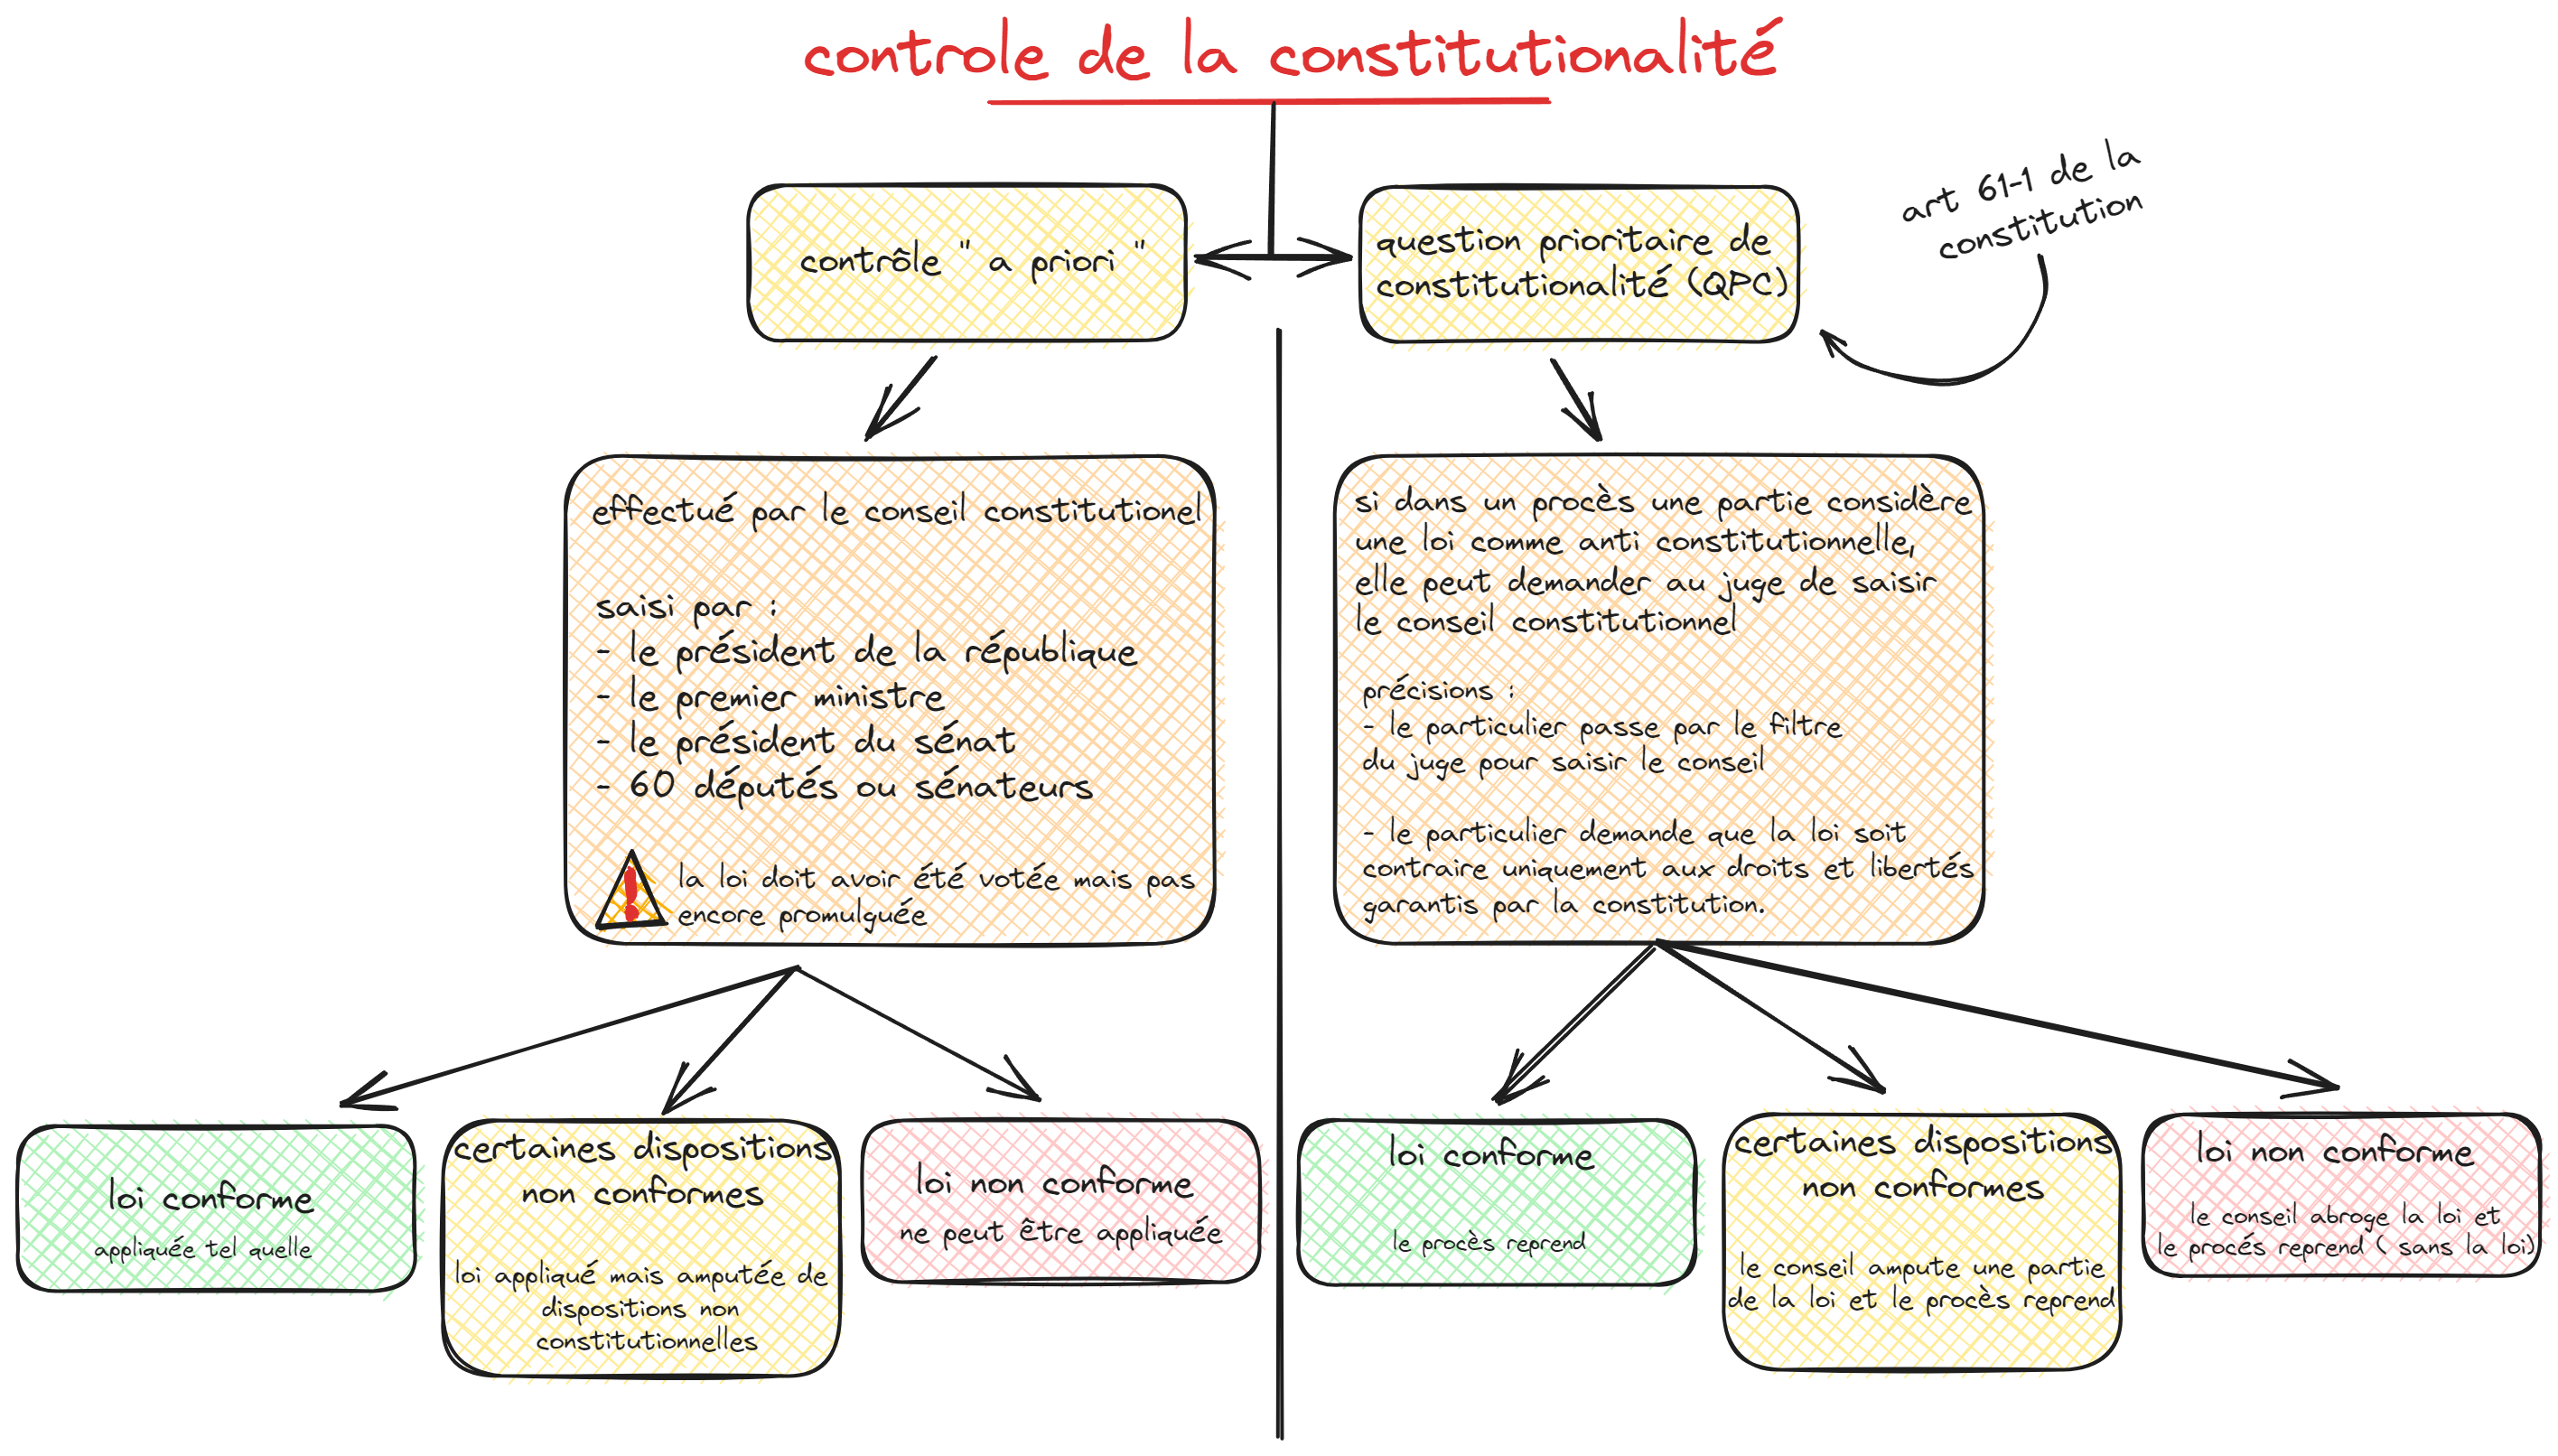 controle de la constitutionalité
contrôle " a priori "
question prioritaire de
constitutionalité (QPC)
art 61-1 de la
constitution
effectué par le conseil constitutionel
saisi par :
- le président de la république
- le premier ministre
- le président du sénat
- 60 députés ou sénateurs
la loi doit avoir été votée mais pas
encore promulguée
si dans un procès une partie considère
une loi comme anti constitutionnelle,
elle peut demander au juge de saisir
le conseil constitutionnel
précisions :
- le particulier passe par le filtre
du juge pour saisir le conseil
- le particulier demande que la loi soit
contraire uniquement aux droits et libertés
garantis par la constitution.
loi conforme
appliquée tel quelle
certaines dispositions
non conformes
loi appliqué mais amputée de
dispositions non
constitutionnelles
loi non conforme
ne peut être appliquée
loi conforme
le procès reprend
certaines dispositions
non conformes
le conseil ampute une partie
de la loi et le procès reprend
loi non conforme
le conseil abroge la loi et
le procés reprend ( sans la loi)